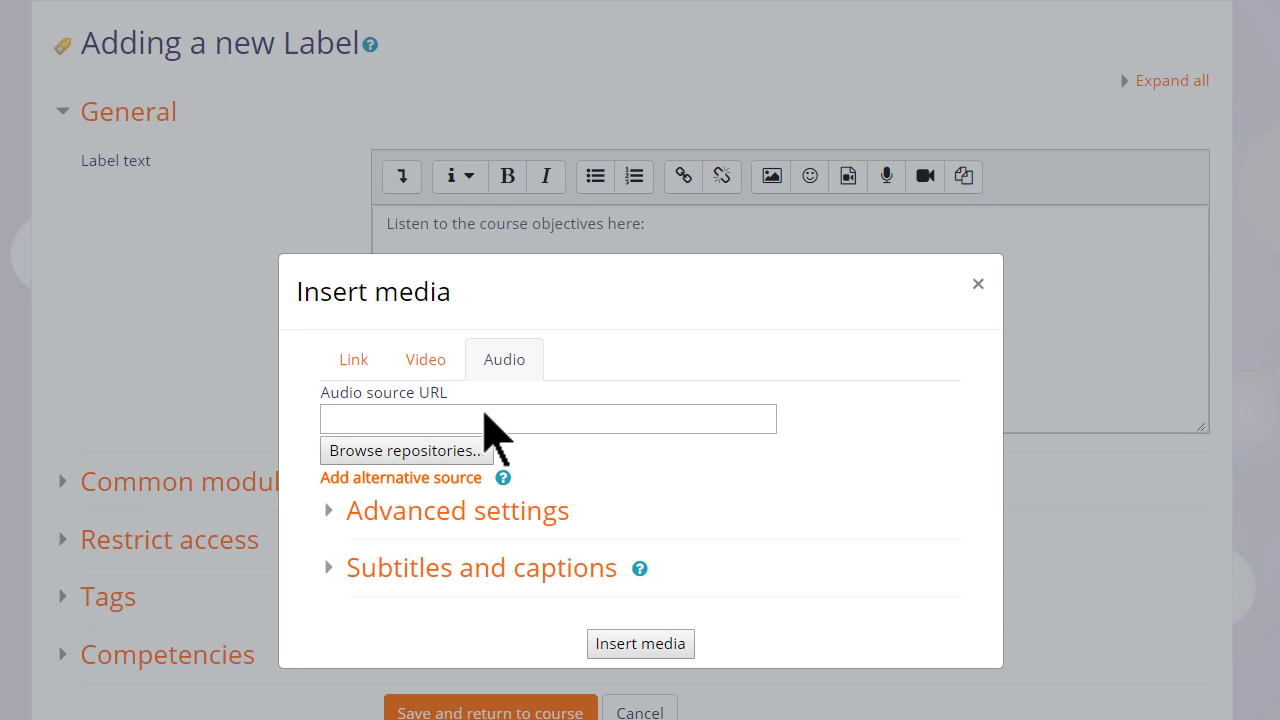 Adding a new Label
Expand all
General
Label text
Listen to the course objectives here:
Insert media
Link Video Audio
Audio source URL
Browse repositories..
Add alternative source
Advanced settings
Subtitles and captions
Insert media
Common modul
Restrict access
Tags
Competencies
Save and return to course
Cancel